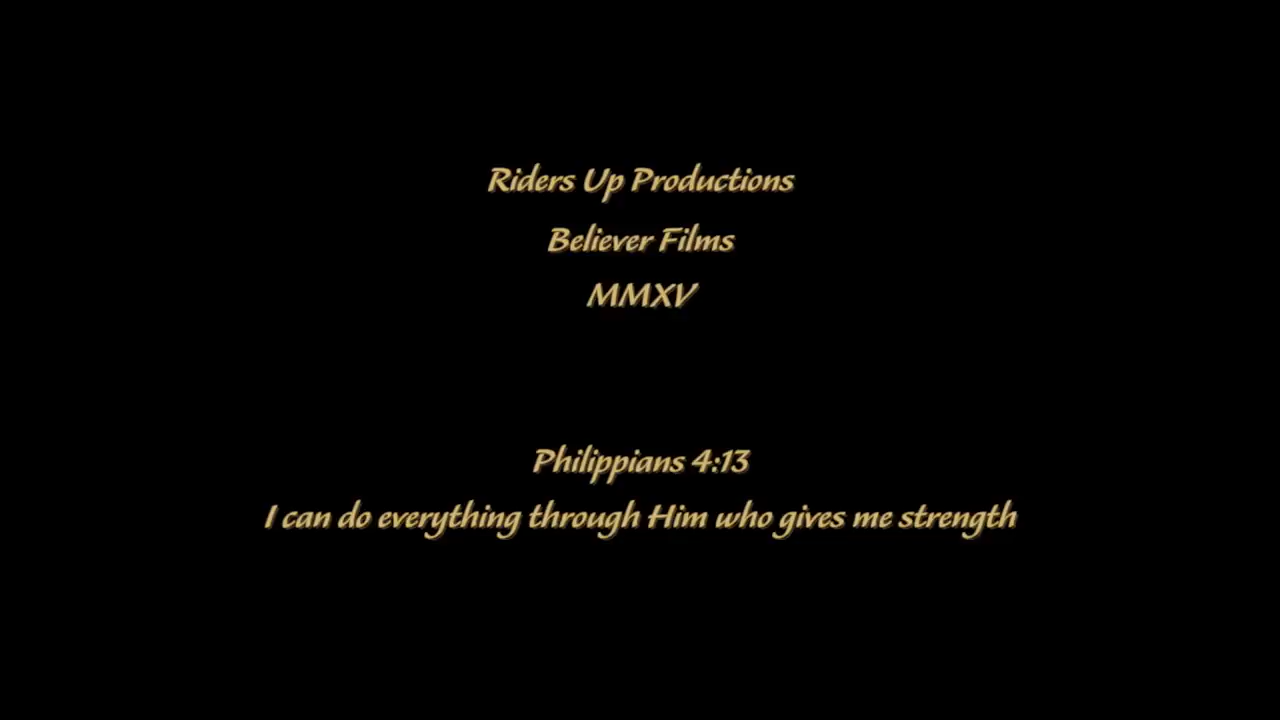 Riders Up Productions
Believer Films
MMXV
Philippians 4:13
I can do everything through Him who gives me strength